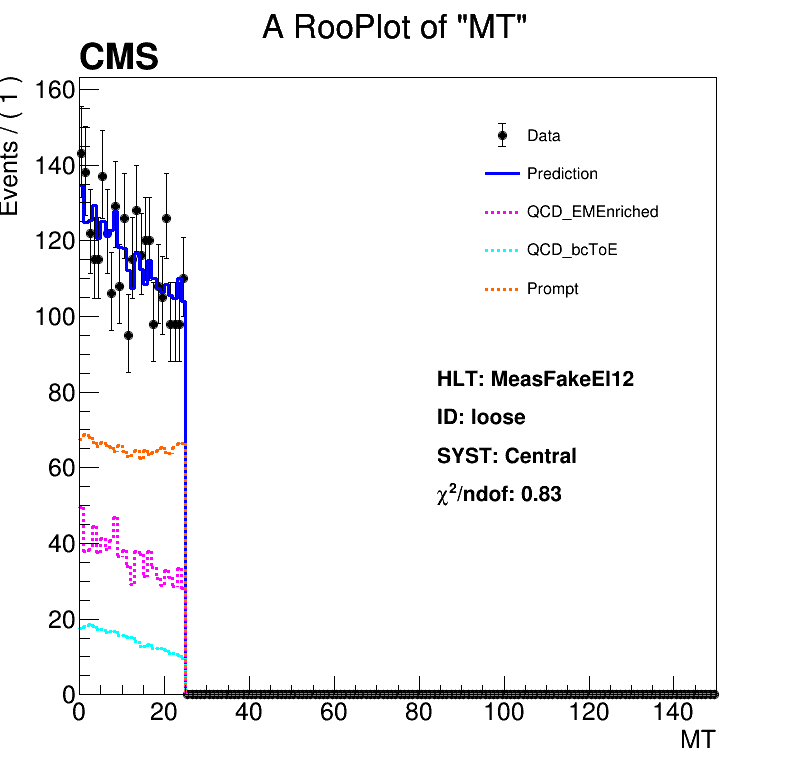 A RooPlot of "MT"
CMS
Events / ( 1 )
160
140
120
100
80
60
40
20
0
Data
Prediction
QCD_EMEnriched
QCD_bcToE
Prompt
HLT: MeasFakeEl12
ID: loose
SYST: Central
χ²/ndof: 0.83
0 20 40 60 80 100 120 140
MT